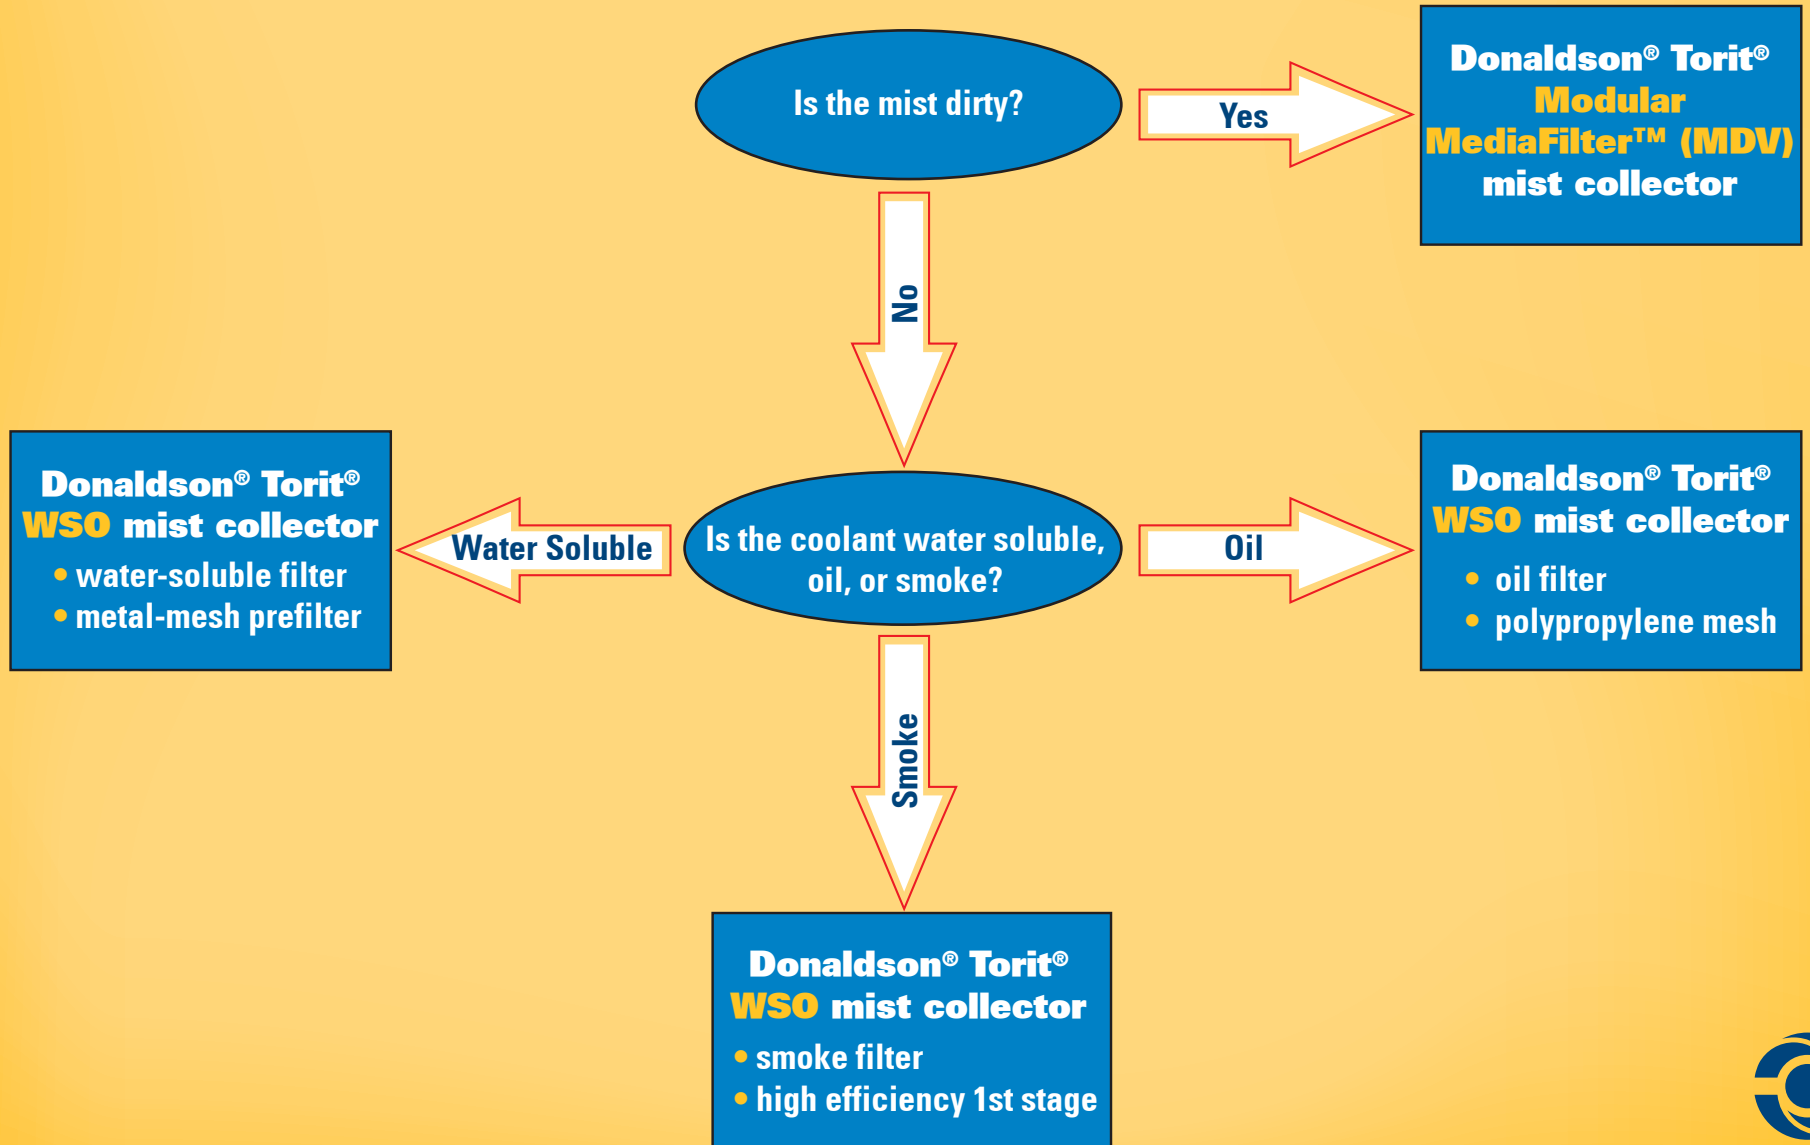 Is the mist dirty?
Yes
Donaldson® Torit®
Modular
MediaFilter™ (MDV)
mist collector
No
Donaldson® Torit®
WSO mist collector
• water-soluble filter
• metal-mesh prefilter
Water Soluble
Is the coolant water soluble,
oil, or smoke?
Oil
Donaldson® Torit®
WSO mist collector
• oil filter
• polypropylene mesh
Smoke
Donaldson® Torit®
WSO mist collector
• smoke filter
• high efficiency 1st stage